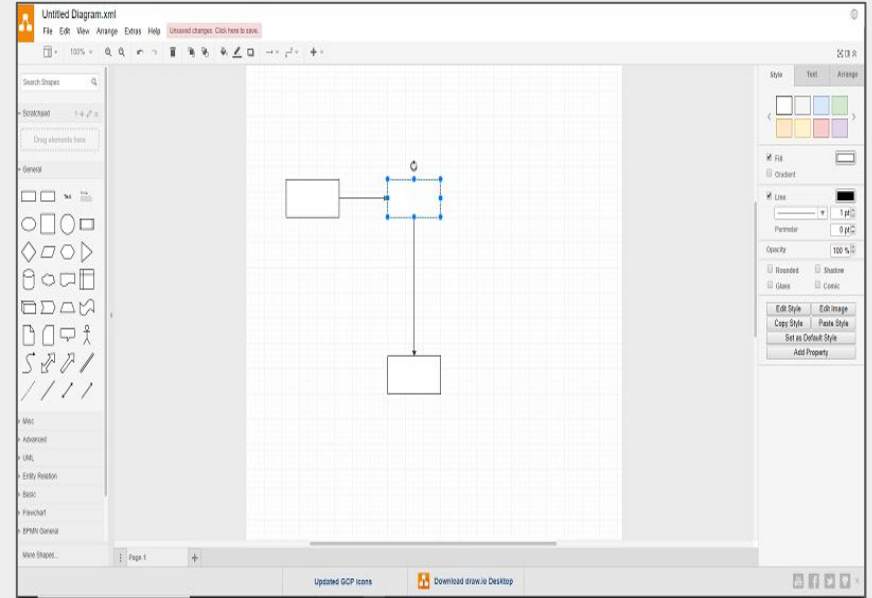 Untitled Diagram.xml
File Edit View Arrange Extras Help Unsaved changes. Click here to save.
100%
Search Shapes
Scratchpad
Drag elements here
General
Text
Misc
Advanced
UML
Entity Relation
Basic
Flowchart
BPMN General
More Shapes...
Page-1
Style Text Arrange
Fill
Gradient
Line
1 pt
Perimeter 0 pt
Opacity 100 %
Rounded Shadow
Glass Comic
Edit Style Edit Image
Copy Style Paste Style
Set as Default Style
Add Property
Updated GCP icons Download draw.io Desktop